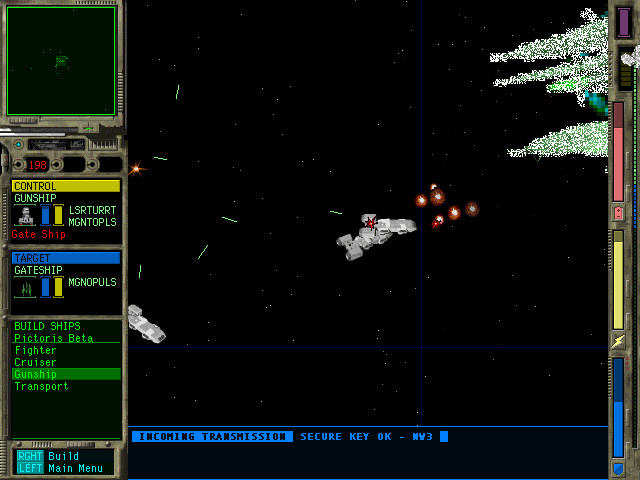 198
CONTROL
GUNSHIP
LSRTURRT
MGNTOPLS
Gata Ship
TARGET
GATESHIP
MGNOPULS
BUILD SHIPS
Pictoris Beta
Fighter
Cruiser
Gunship
Transport
RGHT Build
LEFT Main Menu
INCOMING TRANSMISSION SECURE KEY OK - NW3